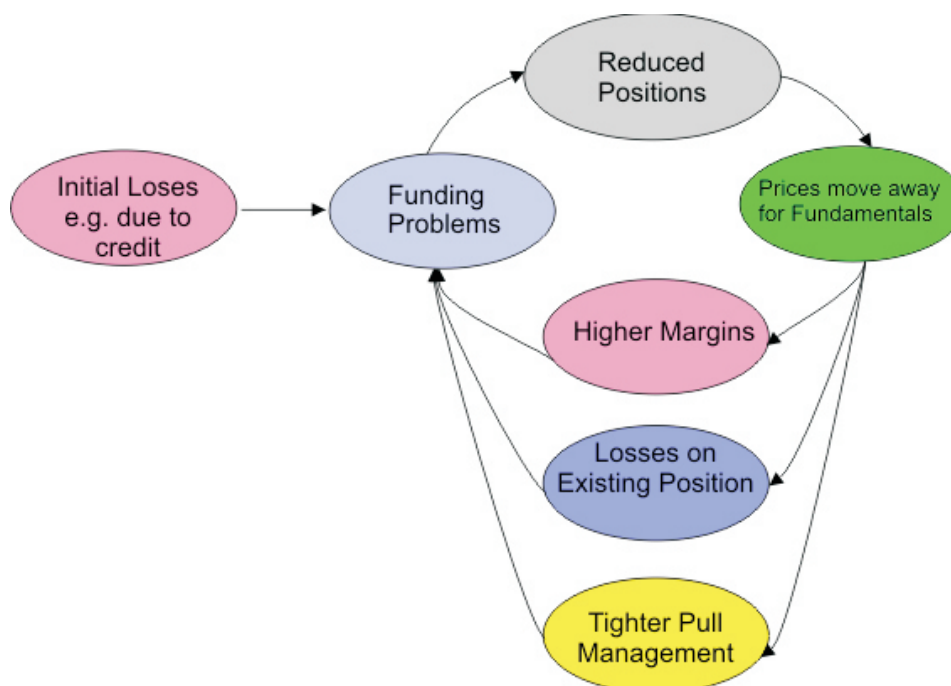 Reduced
Positions
Initial Loses
e.g. due to
credit
Funding
Problems
Prices move away
for Fundamentals
Higher Margins
Losses on
Existing Position
Tighter Pull
Management